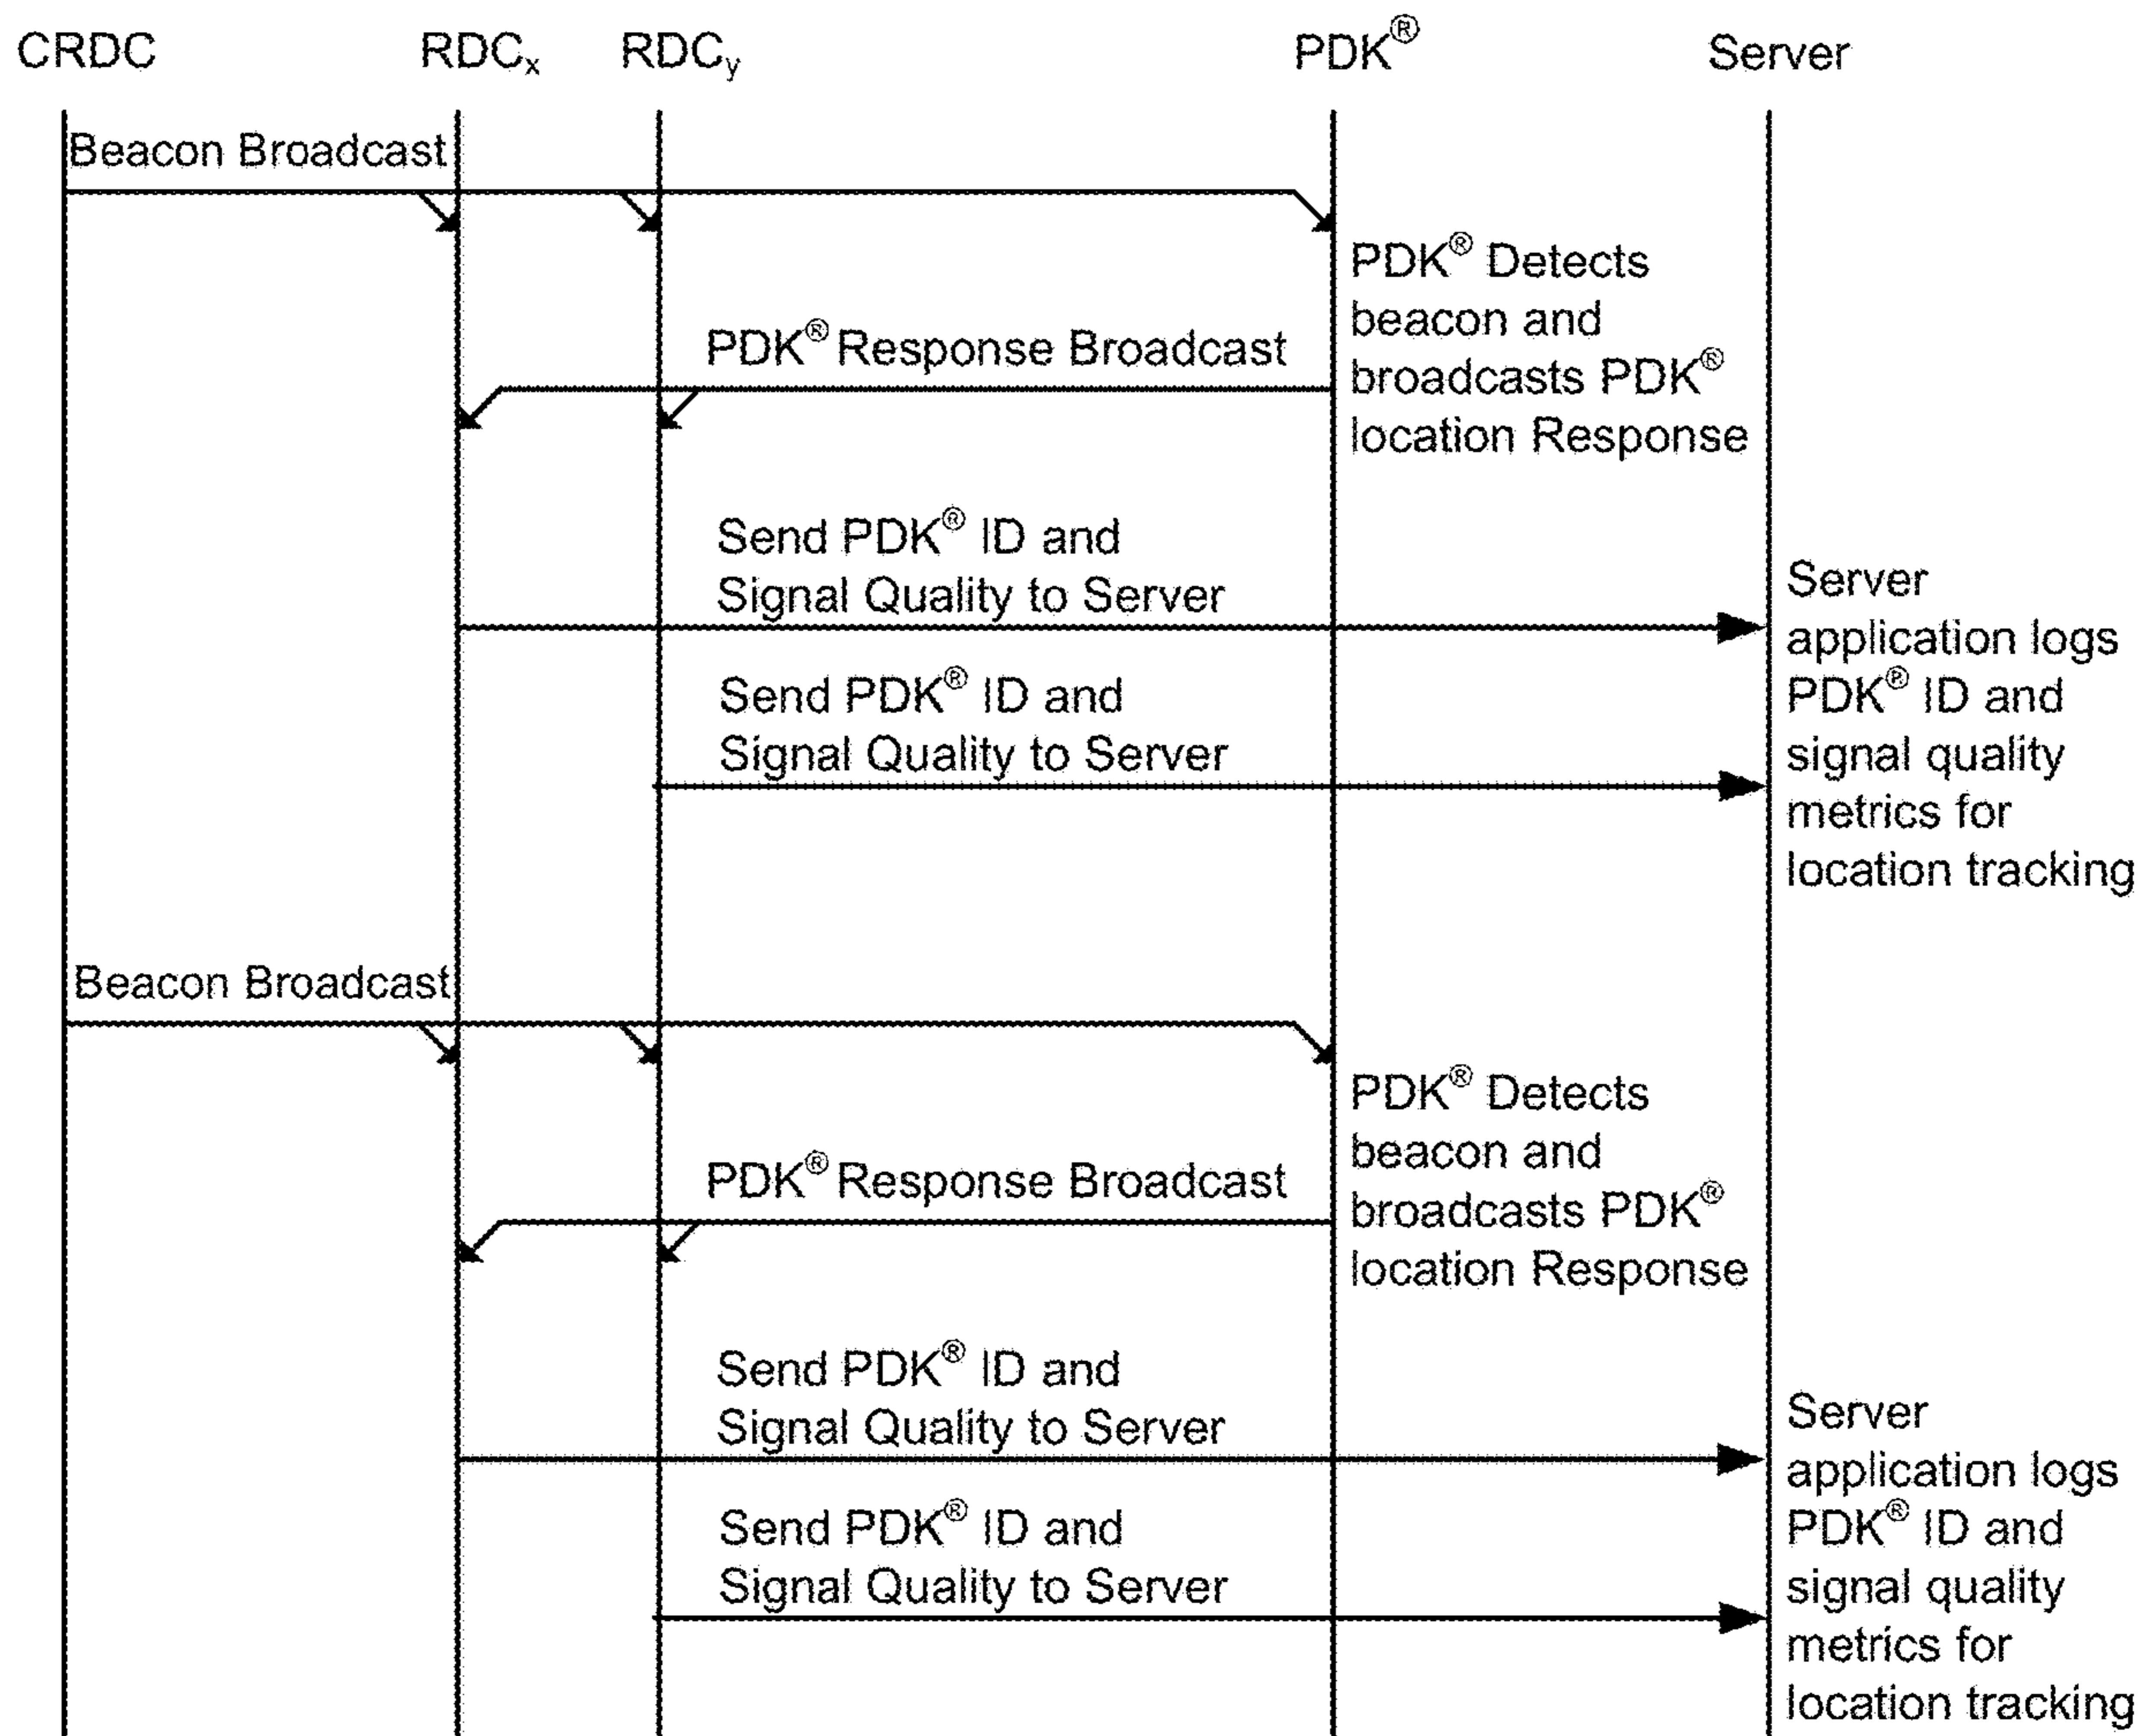 CRDC RDCx RDCy PDK® Server
Beacon Broadcast
PDK® Detects
beacon and
broadcasts PDK®
location Response
PDK® Response Broadcast
Send PDK® ID and
Signal Quality to Server
Send PDK® ID and
Signal Quality to Server
Server
application logs
PDK® ID and
signal quality
metrics for
location tracking
Beacon Broadcast
PDK® Detects
beacon and
broadcasts PDK®
location Response
PDK® Response Broadcast
Send PDK® ID and
Signal Quality to Server
Send PDK® ID and
Signal Quality to Server
Server
application logs
PDK® ID and
signal quality
metrics for
location tracking